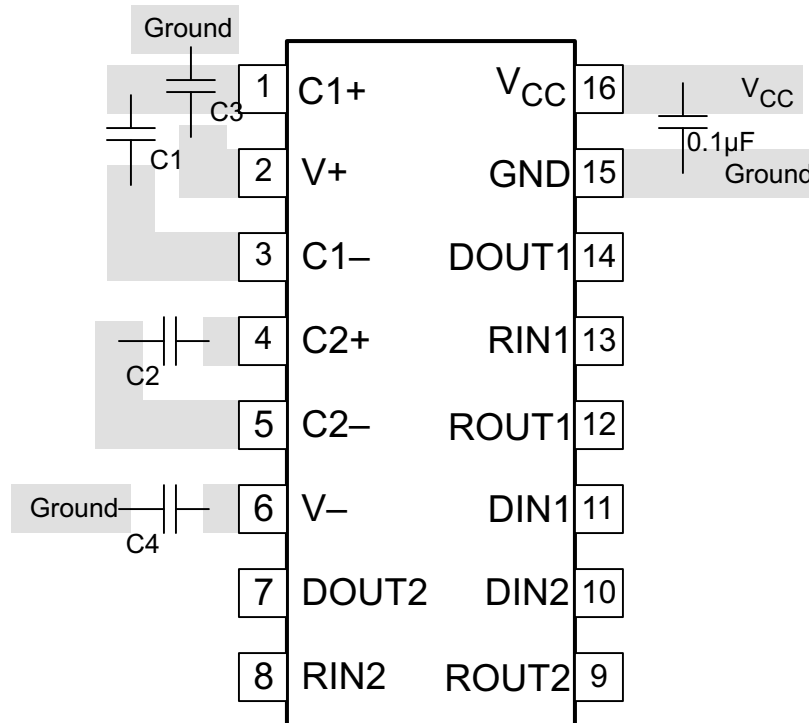 Ground
1 C1+ VCC 16 VCC
C3
C1
0.1µF
2 V+ GND 15 Ground
3 C1– DOUT1 14
4 C2+ RIN1 13
C2
5 C2– ROUT1 12
Ground 6 V– DIN1 11
C4
7 DOUT2 DIN2 10
8 RIN2 ROUT2 9